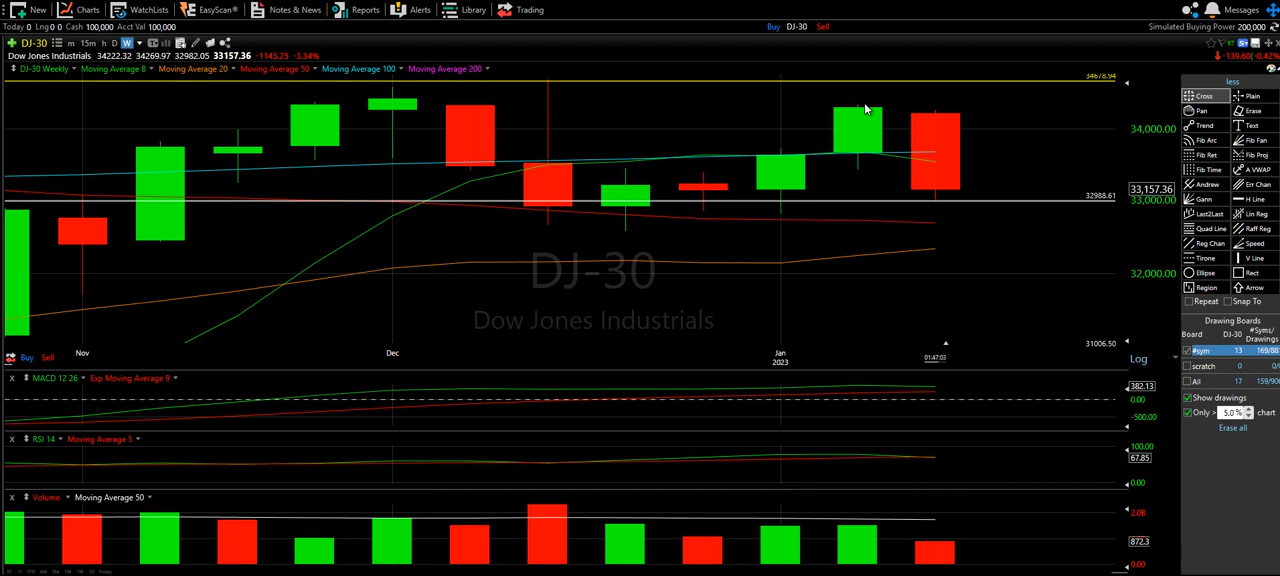 New Charts WatchLists EasyScan® Notes & News Reports Alerts Library Trading Messages
Today 0 Lng 0 0 Cash 100,000 Acct Val 100,000 Buy DJ-30 Sell Simulated Buying Power 200,000
DJ-30 m 15m h D W
Dow Jones Industrials 34222.32 34269.97 32982.05 33157.36 -1145.25 -3.34% -139.60 (-0.42%
DJ-30 Weekly Moving Average 8 Moving Average 20 Moving Average 50 Moving Average 100 Moving Average 200
34678.94
34,000.00
33,157.36
32988.61
33,000.00
32,000.00
31006.50
DJ-30
Dow Jones Industrials
Buy Sell Nov Dec Jan
2023
01:47:03
Log
MACD 12 26 Exp Moving Average 9
382.13
0.00
-500.00
RSI 14 Moving Average 5
100.00
67.85
0.00
Volume Moving Average 50
2.0B
872.3
0.00
less
Cross Plain
Pan Erase
Trend Text
Fib Arc Fib Fan
Fib Ret Fib Proj
Fib Time A VWAP
Andrew Err Chan
Gann H Line
Last2Last Lin Reg
Quad Line Raff Reg
Reg Chan Speed
Tirone V Line
Ellipse Rect
Region Arrow
Repeat Snap To
Drawing Boards
Board DJ-30 #Syms/
Drawings
#sym 13 169/881
scratch 0 0/
All 17 159/90
Show drawings
Only > 5.0 % chart
Erase all